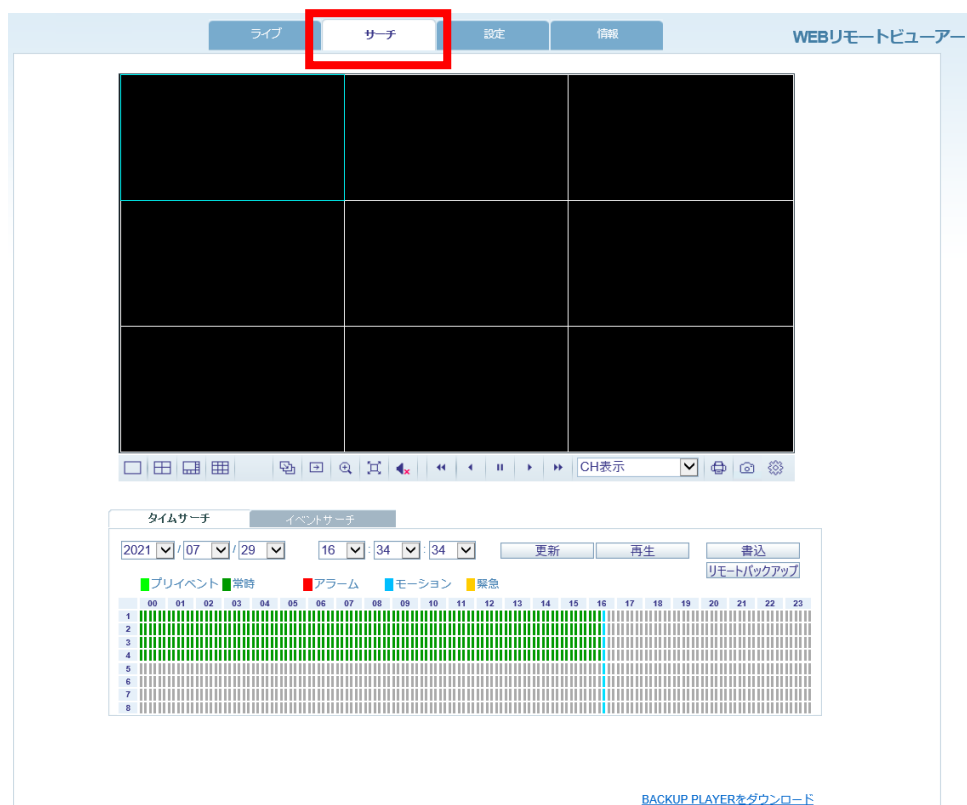 ライブ サーチ 設定 情報 WEBリモートビューアー
CH表示
タイムサーチ イベントサーチ
2021 / 07 / 29 16 : 34 : 34 更新 再生 書込
リモートバックアップ
プリイベント 常時 アラーム モーション 緊急
00 01 02 03 04 05 06 07 08 09 10 11 12 13 14 15 16 17 18 19 20 21 22 23
1
2
3
4
5
6
7
8
BACKUP PLAYERをダウンロード